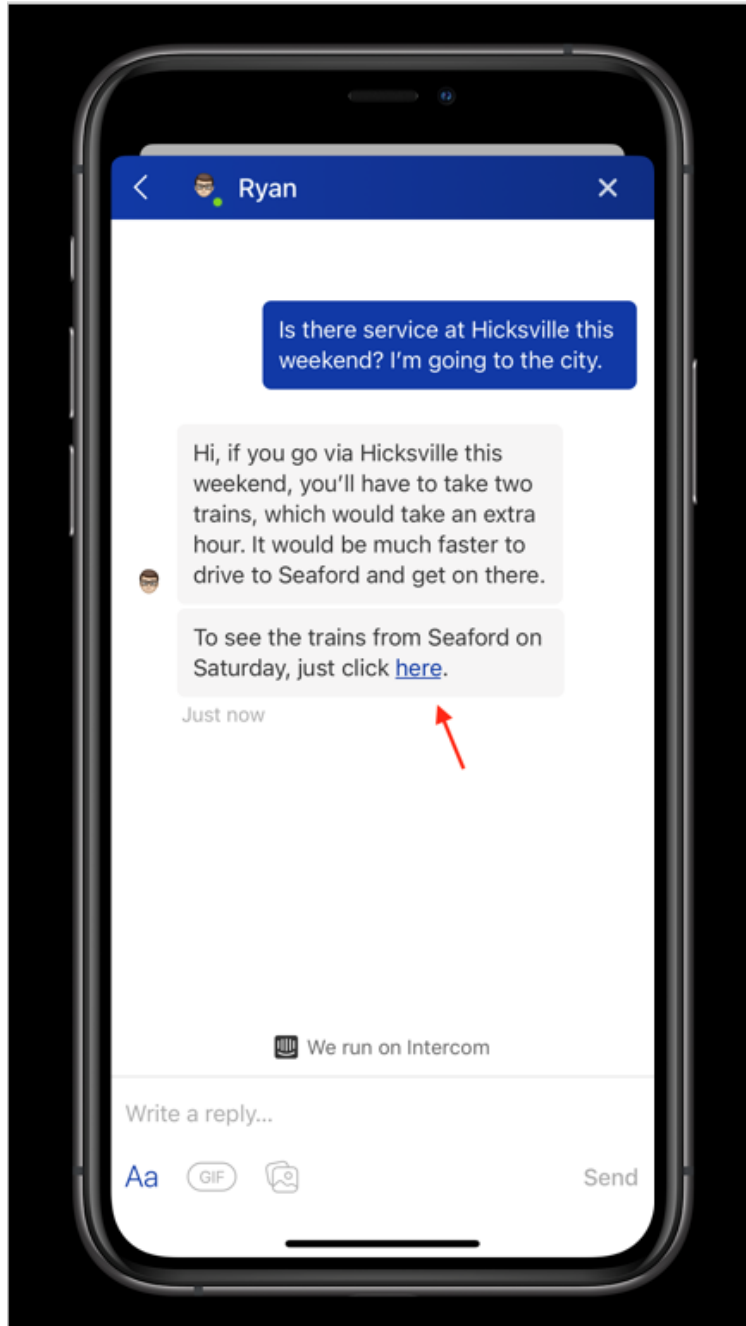 Ryan
Is there service at Hicksville this
weekend? I’m going to the city.
Hi, if you go via Hicksville this
weekend, you’ll have to take two
trains, which would take an extra
hour. It would be much faster to
drive to Seaford and get on there.
To see the trains from Seaford on
Saturday, just click here.
Just now
We run on Intercom
Write a reply...
Aa GIF Send